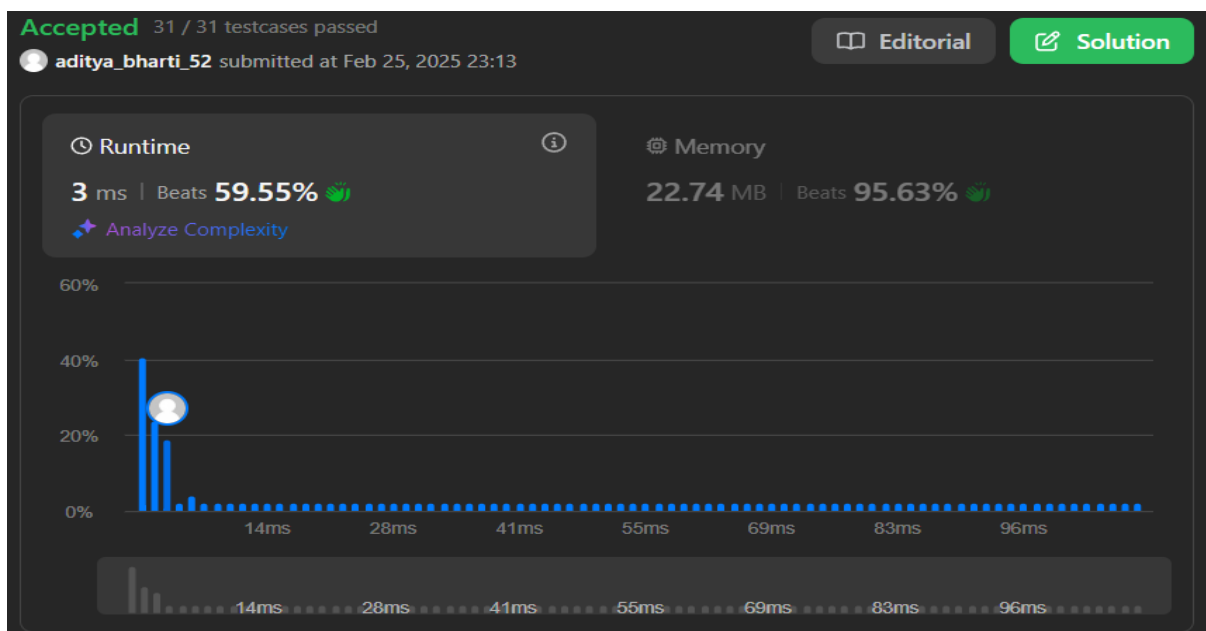 Accepted 31 / 31 testcases passed
Editorial
Solution
aditya_bharti_52 submitted at Feb 25, 2025 23:13
Runtime
3 ms | Beats 59.55%
Analyze Complexity
Memory
22.74 MB | Beats 95.63%
60%
40%
20%
0%
14ms 28ms 41ms 55ms 69ms 83ms 96ms
14ms 28ms 41ms 55ms 69ms 83ms 96ms